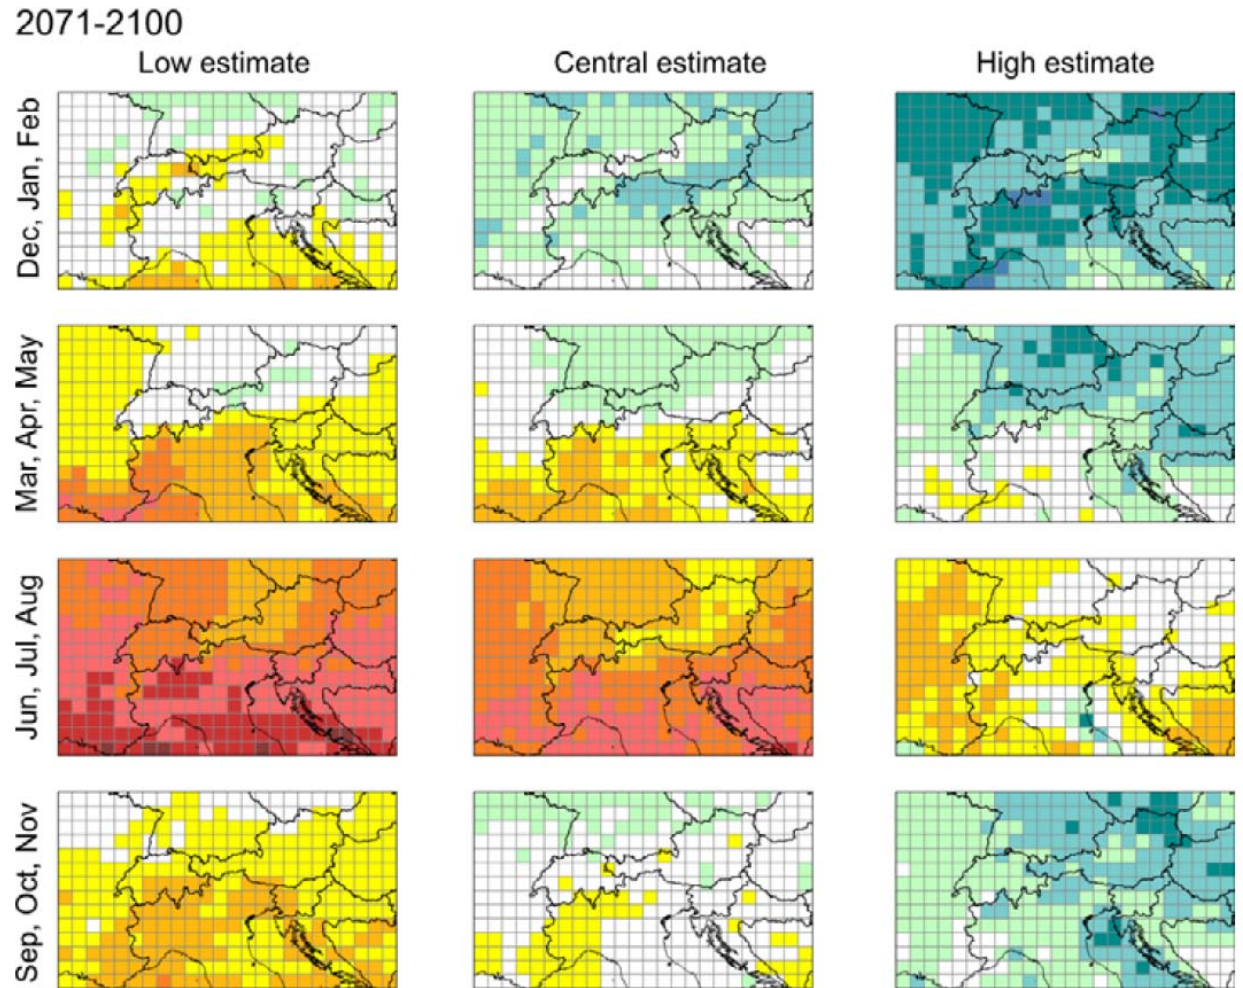 2071-2100
Low estimate
Central estimate
High estimate
Dec, Jan, Feb
Mar, Apr, May
Jun, Jul, Aug
Sep, Oct, Nov